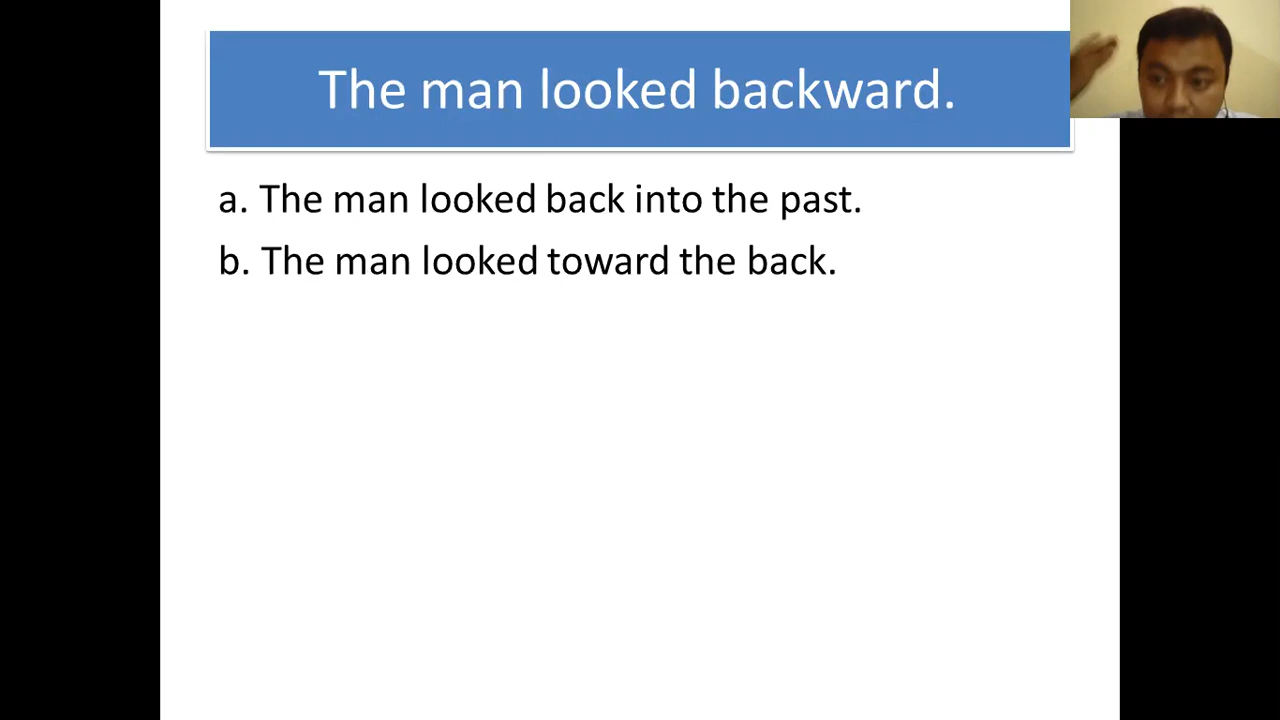 The man looked backward.
a. The man looked back into the past.
b. The man looked toward the back.